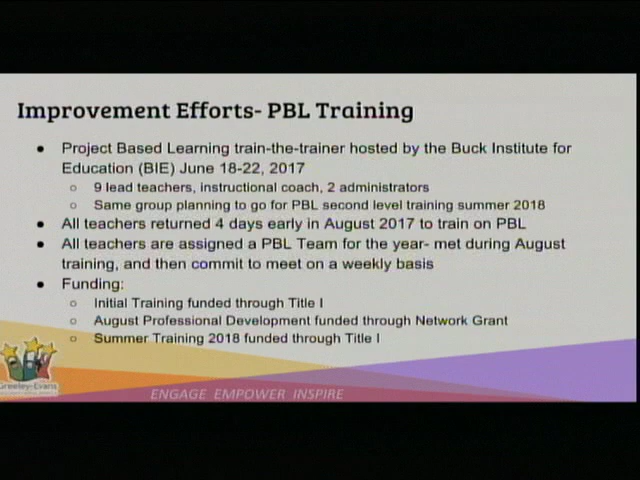 Improvement Efforts- PBL Training
● Project Based Learning train-the-trainer hosted by the Buck Institute for
Education (BIE) June 18-22, 2017
○ 9 lead teachers, instructional coach, 2 administrators
○ Same group planning to go for PBL second level training summer 2018
● All teachers returned 4 days early in August 2017 to train on PBL
● All teachers are assigned a PBL Team for the year- met during August
training, and then commit to meet on a weekly basis
● Funding:
○ Initial Training funded through Title I
○ August Professional Development funded through Network Grant
○ Summer Training 2018 funded through Title I
Greeley-Evans
ENGAGE EMPOWER INSPIRE